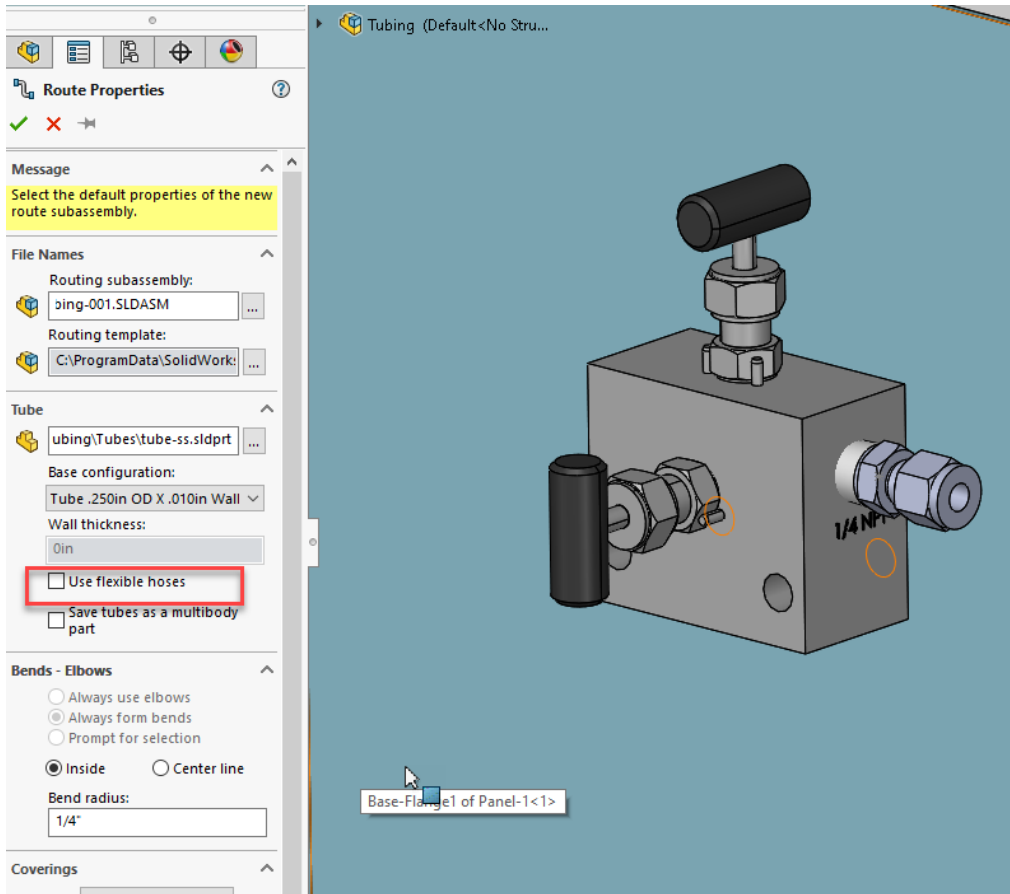 Tubing (Default<No Stru...
Route Properties
Message
Select the default properties of the new
route subassembly.
File Names
Routing subassembly:
bing-001.SLDASM
...
Routing template:
C:\ProgramData\SolidWork:
...
Tube
ubing\Tubes\tube-ss.sldprt
...
Base configuration:
Tube .250in OD X .010in Wall
Wall thickness:
0in
Use flexible hoses
Save tubes as a multibody
part
Bends - Elbows
Always use elbows
Always form bends
Prompt for selection
Inside
Center line
Bend radius:
1/4"
Coverings
1/4 NP
Base-Flange1 of Panel-1<1>